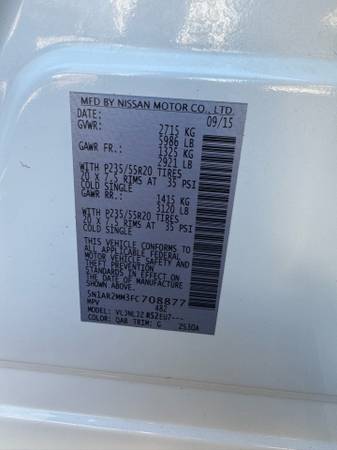 MFD BY NISSAN MOTOR CO., LTD.
DATE: 09/15
GVWR: 2715 KG
5986 LB
GAWR FR.: 1325 KG
2921 LB
WITH P235/55R20 TIRES
20 X 7.5 RIMS AT 35 PSI
COLD SINGLE
GAWR RR.: 1415 KG
3120 LB
WITH P235/55R20 TIRES
20 X 7.5 RIMS AT 35 PSI
COLD SINGLE
THIS VEHICLE CONFORMS TO ALL
APPLICABLE U.S. FEDERAL MOTOR
VEHICLE SAFETY STANDARDS
IN EFFECT ON THE DATE OF
MANUFACTURE SHOWN ABOVE.
5N1AR2MM3FC708877
MPV 482
MODEL:
COLOR: QAB TRIM: G 2530A